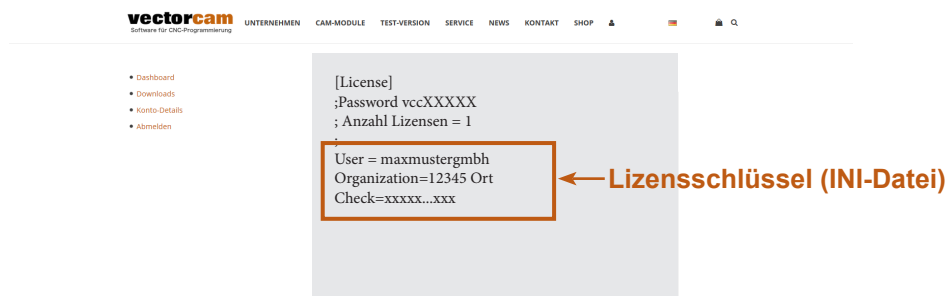 vectorcam
Software für CNC-Programmierung
UNTERNEHMEN CAM-MODULE TEST-VERSION SERVICE NEWS KONTAKT SHOP
Dashboard
Downloads
Konto-Details
Abmelden
[License]
;Password vccXXXXX
; Anzahl Lizensen = 1
;
User = maxmustergmbh
Organization=12345 Ort
Check=xxxxx...xxx
Lizensschlüssel (INI-Datei)